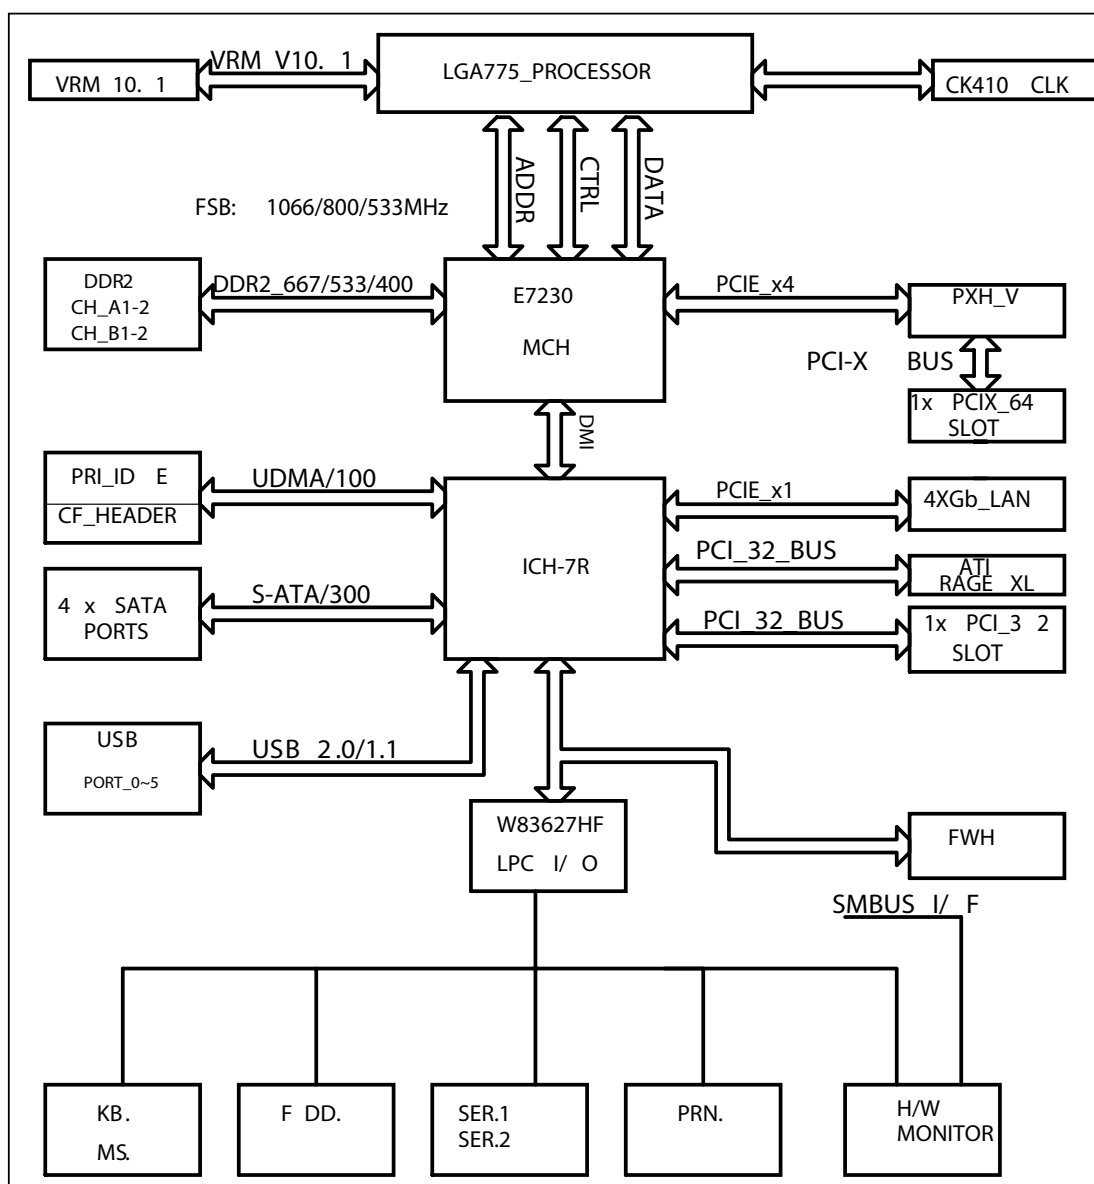 VRM V10. 1
LGA775_PROCESSOR
VRM 10. 1
CK410 CLK
ADDR
CTRL
DATA
FSB: 1066/800/533MHz
DDR2
CH_A1-2
CH_B1-2
DDR2_667/533/400
E7230
MCH
PCIE_x4
PXH_V
PCI-X BUS
1x PCIX_64
SLOT
DMI
PRI_ID E
CF_HEADER
UDMA/100
ICH-7R
PCIE_x1
4XGb_LAN
PCI_32_BUS
ATI
RAGE XL
4 x SATA
PORTS
S-ATA/300
PCI_32_BUS
1x PCI_3 2
SLOT
USB
PORT_0~5
USB 2.0/1.1
W83627HF
LPC I/ O
FWH
SMBUS I/ F
KB.
MS.
F DD.
SER.1
SER.2
PRN.
H/W
MONITOR